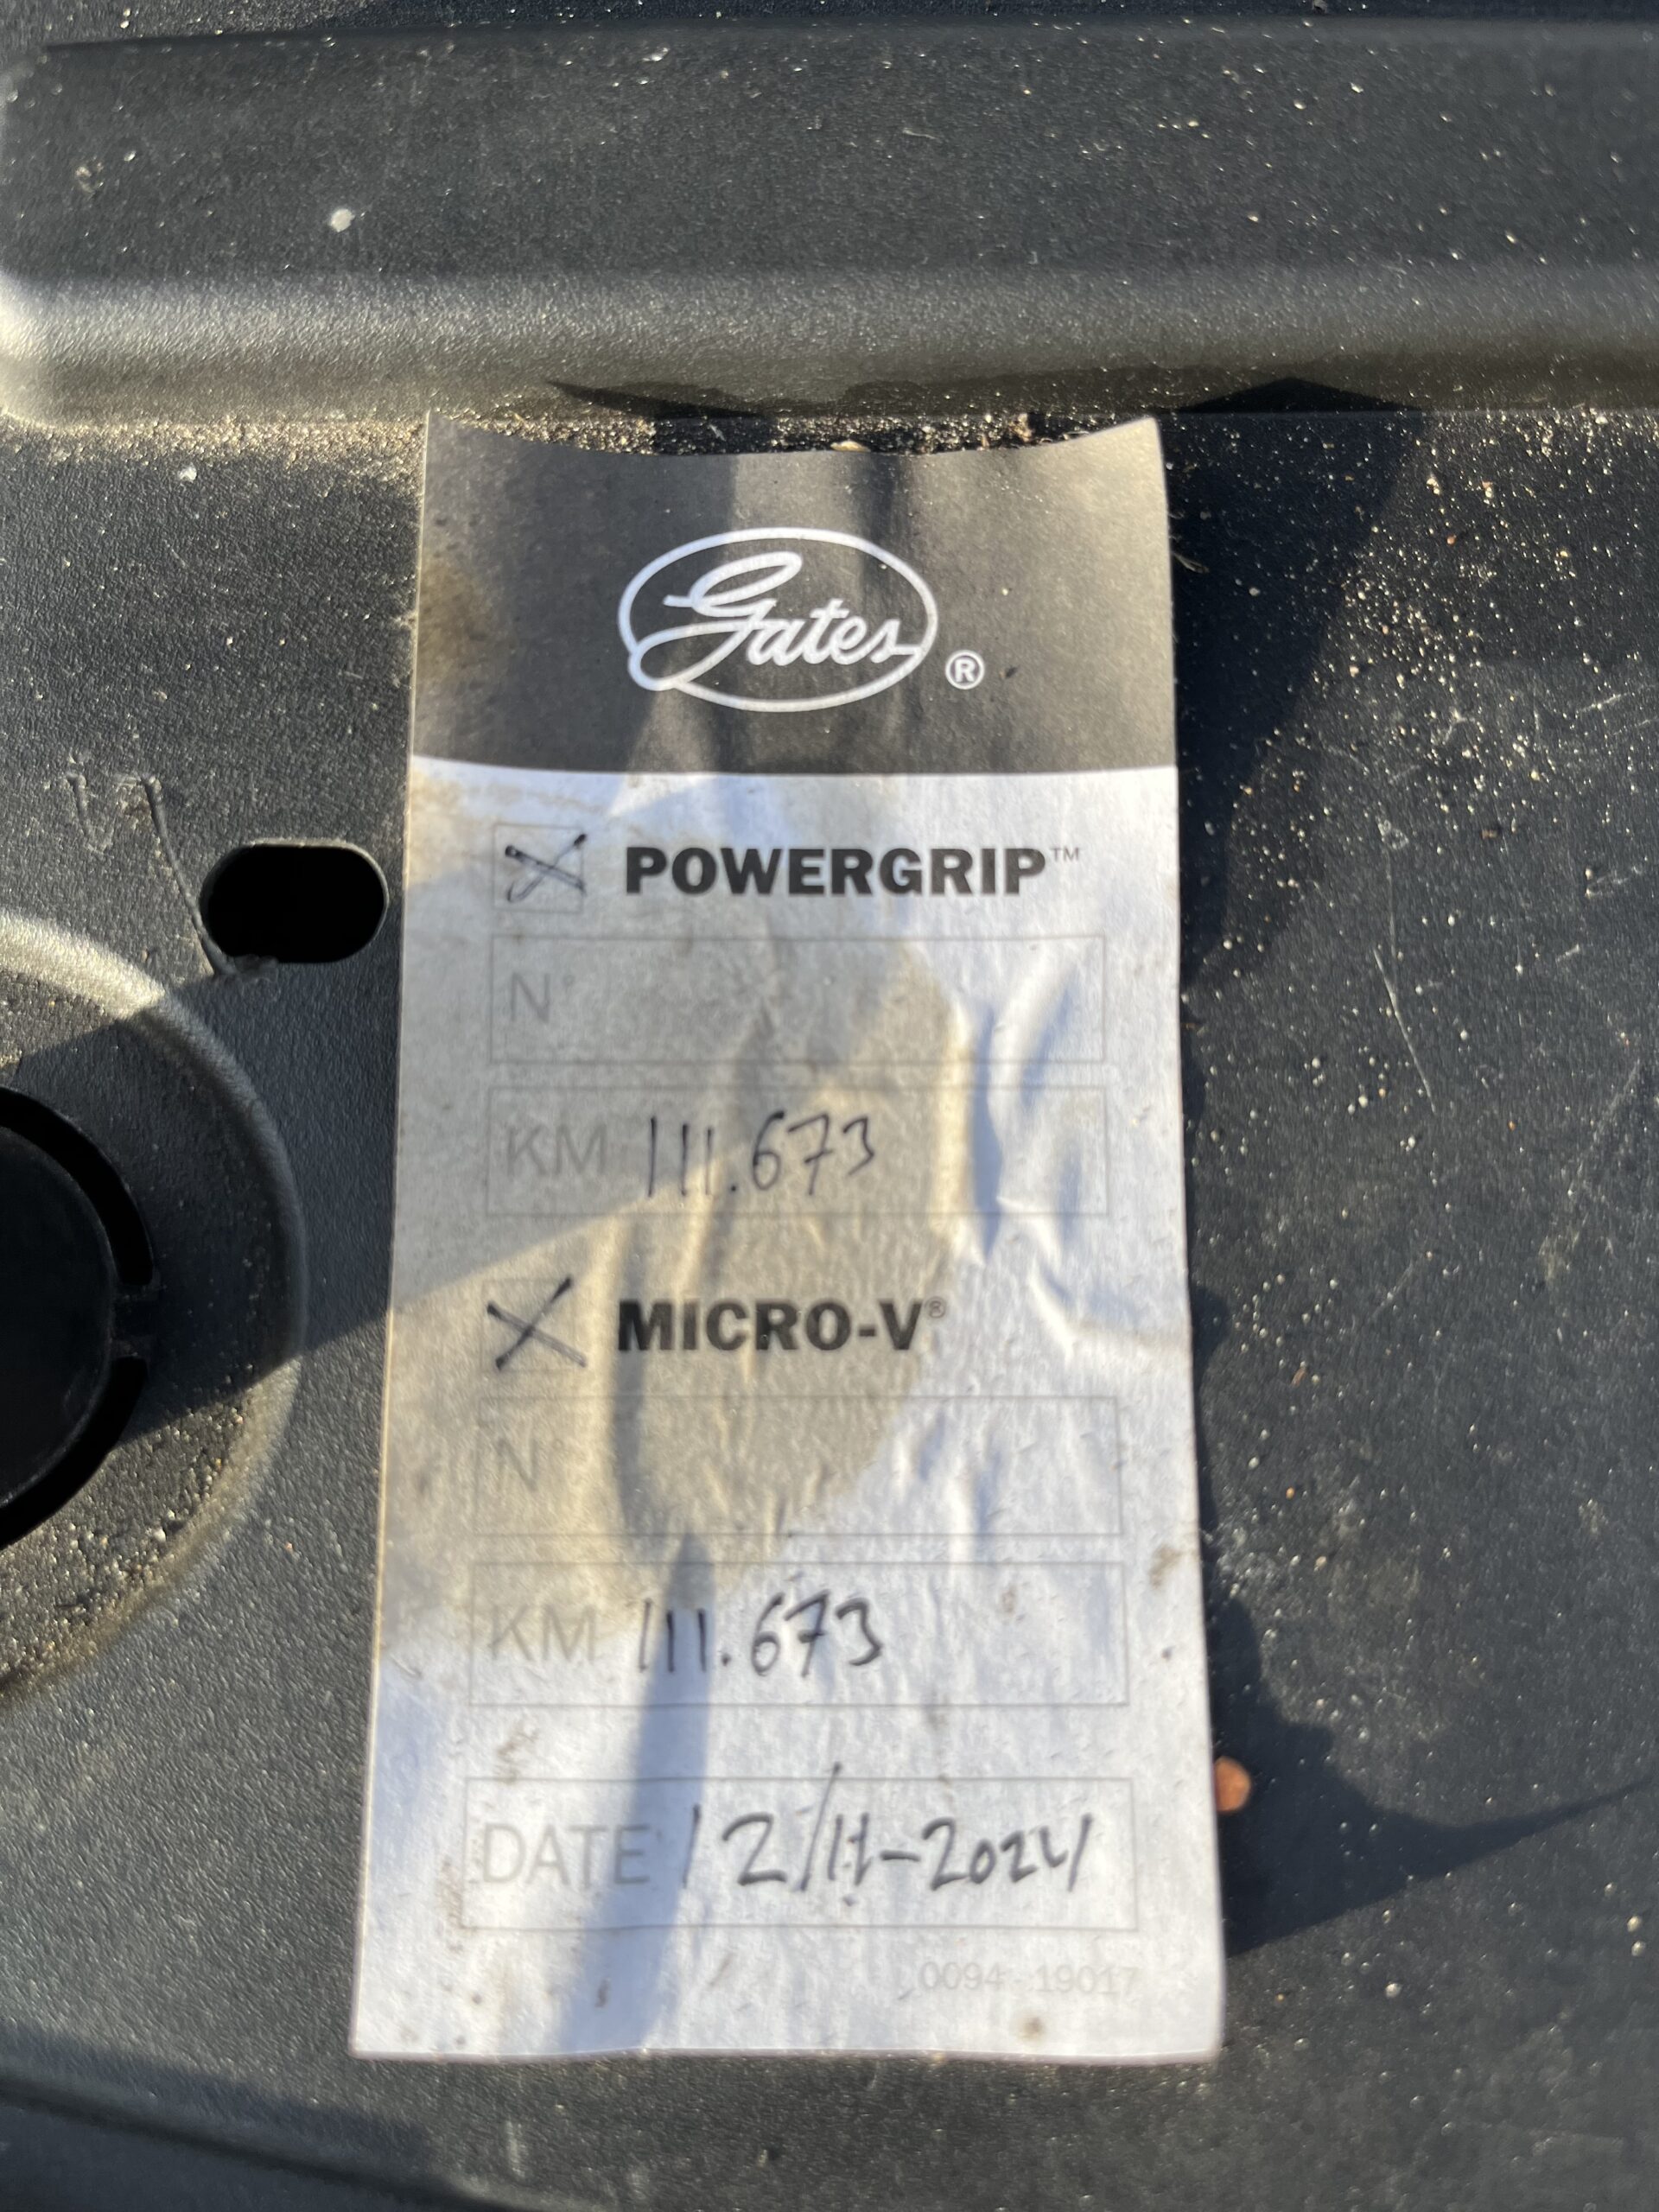 Gates ®
POWERGRIP™
N°
KM 111.673
MICRO-V®
N°
KM 111.673
DATE 12/11-2024
0094 19017